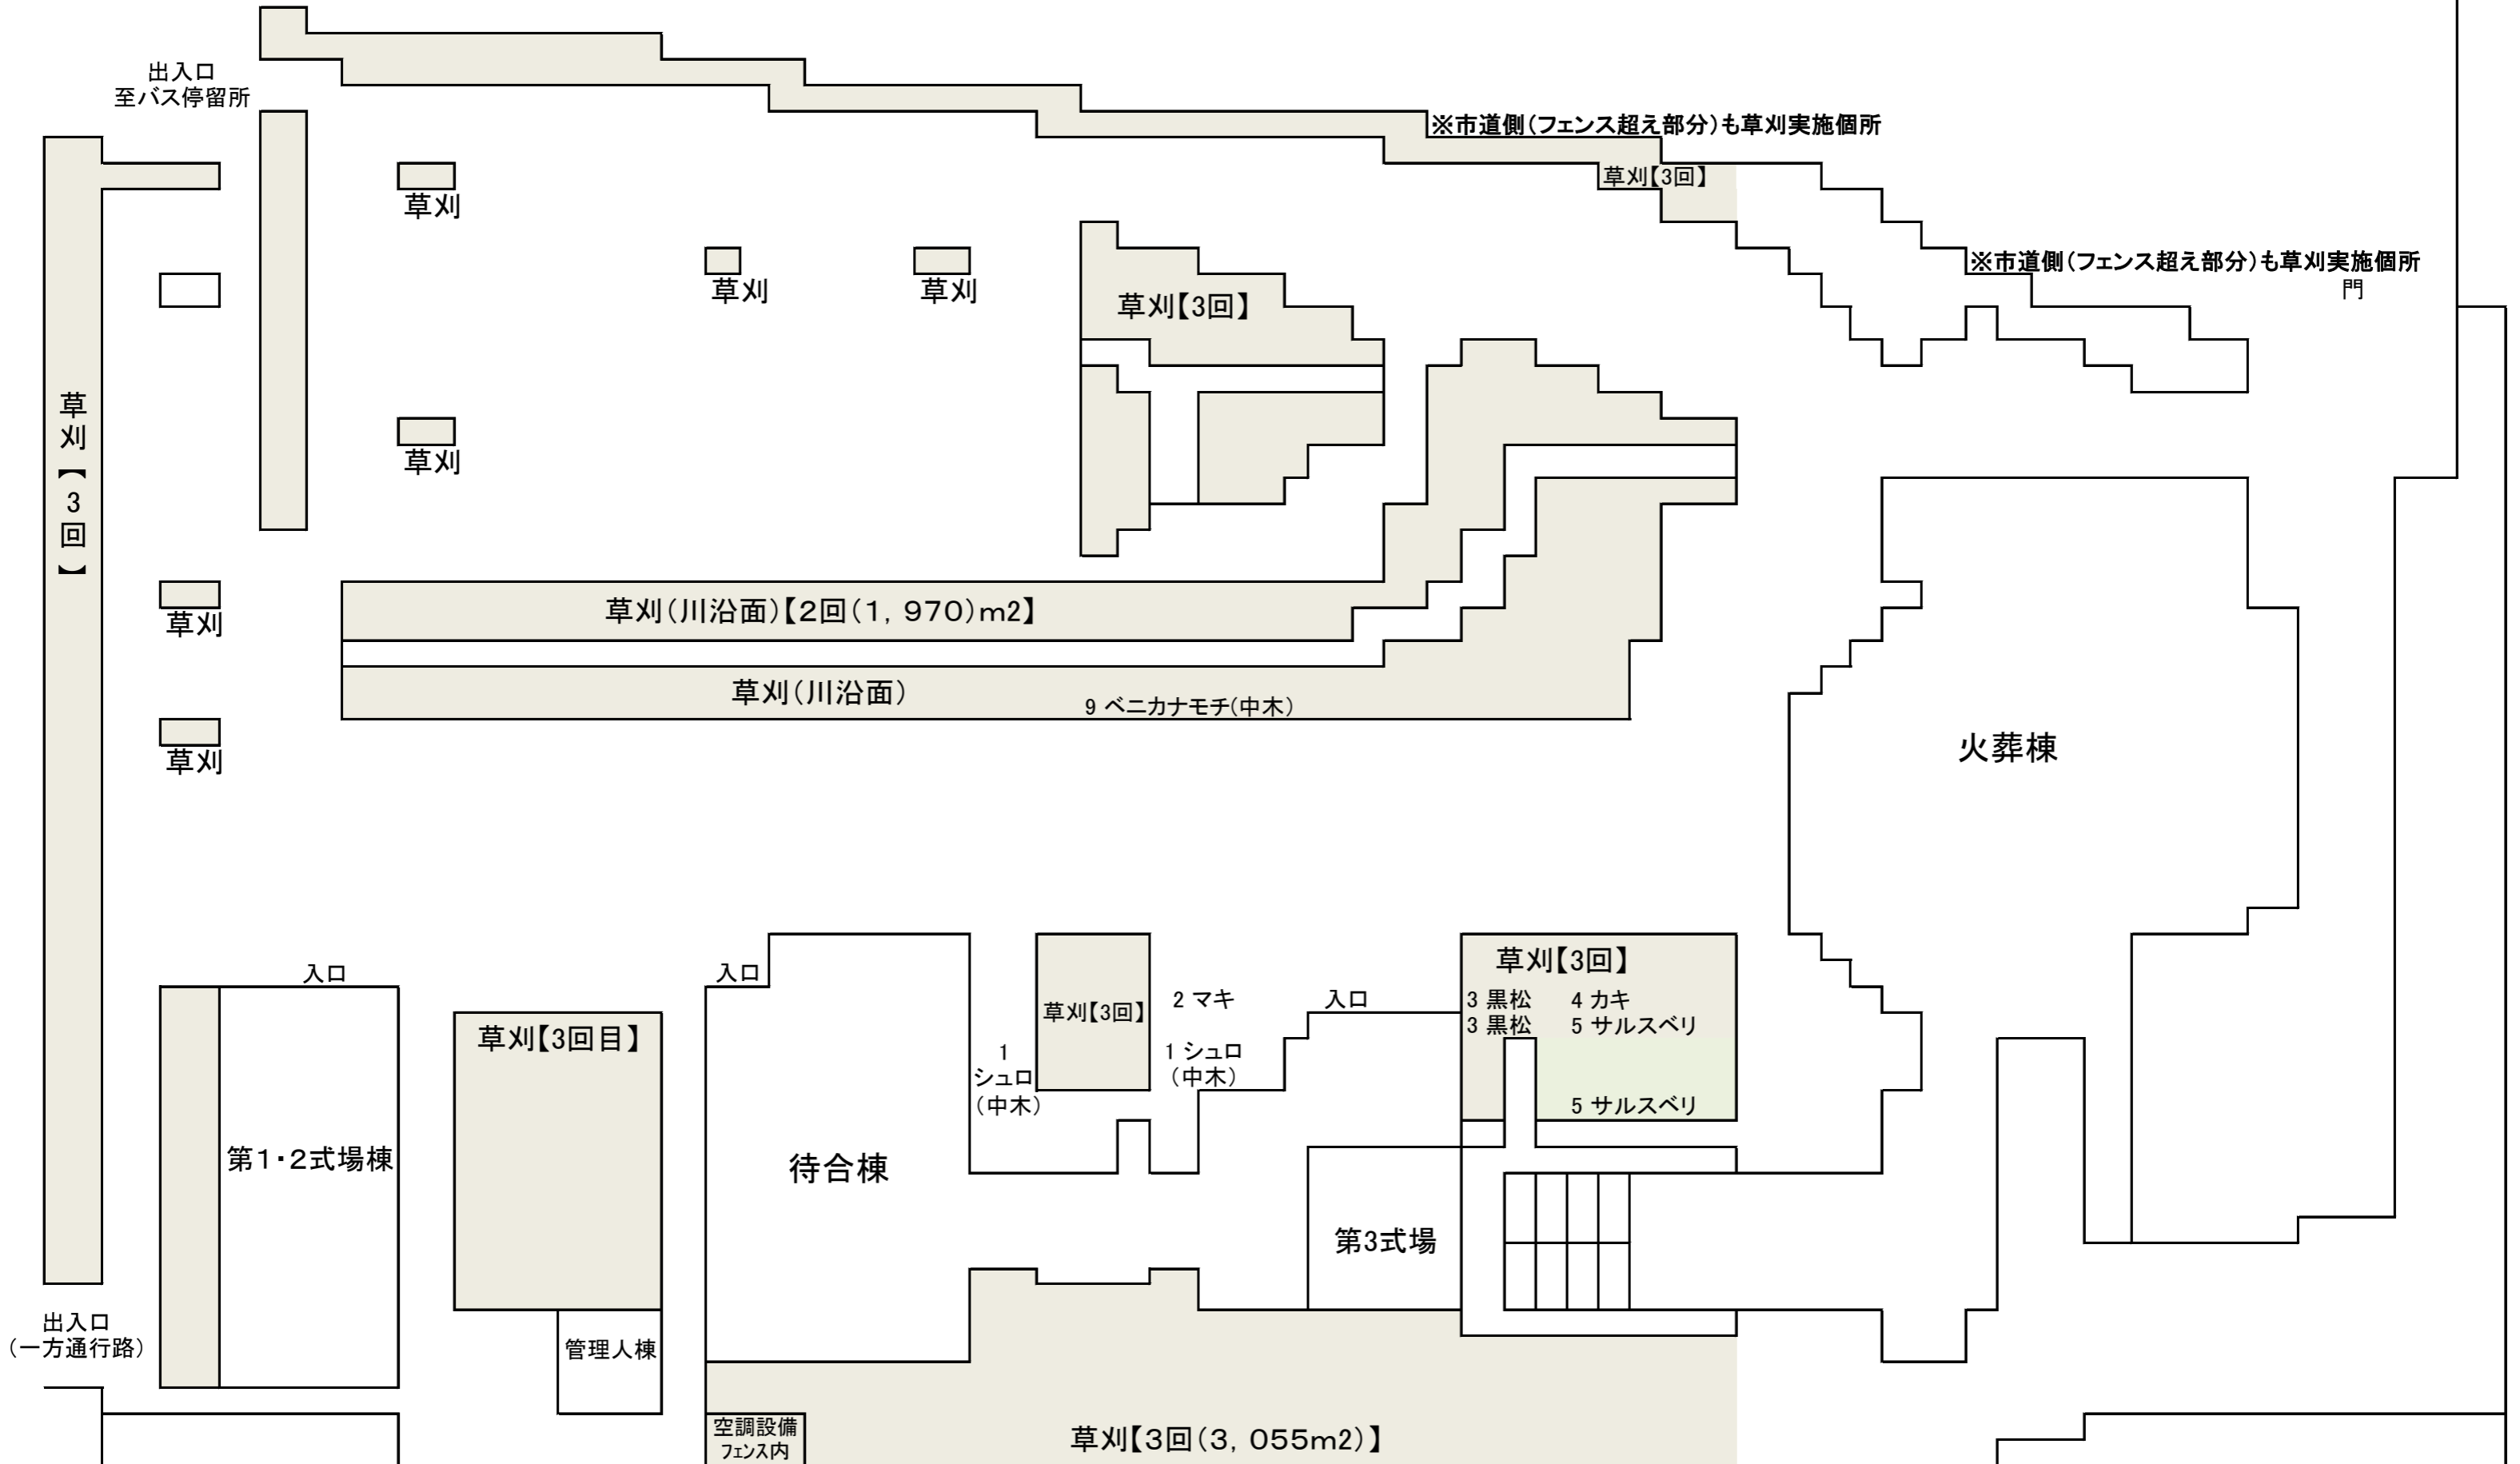 出入口
至バス停留所
※市道側（フェンス超え部分）も草刈実施個所
草刈【3回】
草刈
※市道側（フェンス超え部分）も草刈実施個所
門
草刈
草刈
草刈【3回】
草刈【3回】
草刈
草刈（川沿面）【２回（１，９７０）ｍ２】
草刈
草刈（川沿面）
9 ベニカナモチ(中木)
草刈
火葬棟
入口
入口
草刈【3回】
草刈【3回】
2 マキ
入口
3 黒松
4 カキ
3 黒松
5 サルスベリ
草刈【3回目】
1
シュロ
（中木）
1 シュロ
（中木）
5 サルスベリ
第１・２式場棟
待合棟
第3式場
出入口
（一方通行路）
管理人棟
空調設備
フェンス内
草刈【３回（３，０５５ｍ２）】